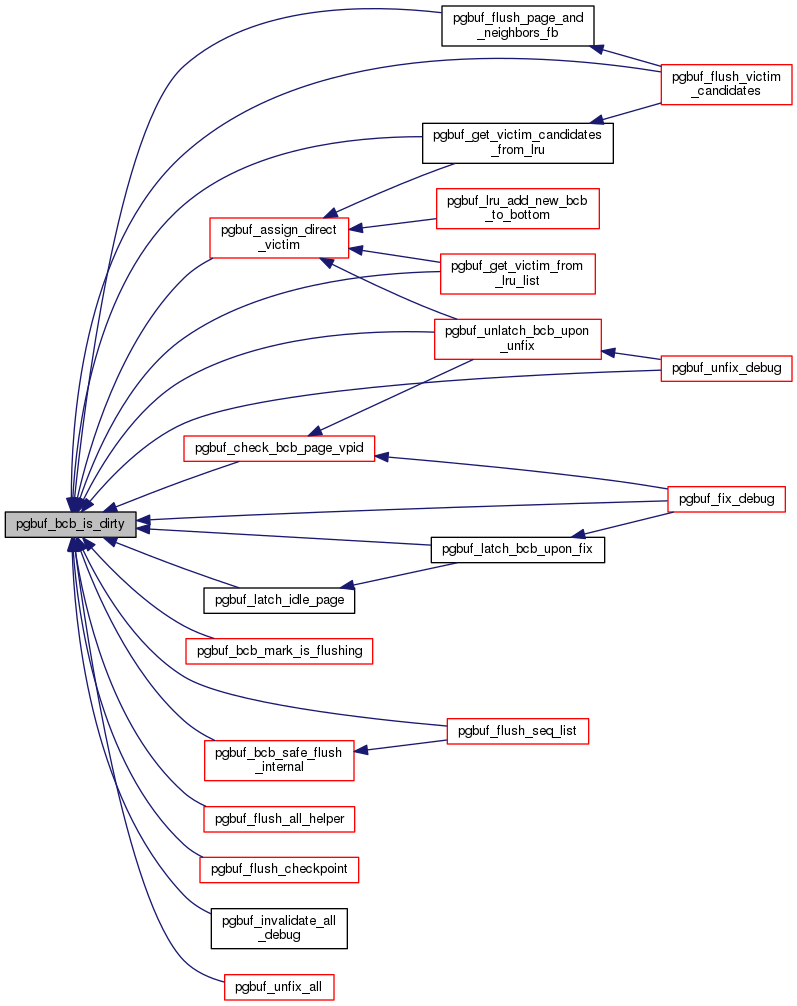 pgbuf_flush_page_and
_neighbors_fb
pgbuf_flush_victim
_candidates
pgbuf_get_victim_candidates
_from_lru
pgbuf_lru_add_new_bcb
_to_bottom
pgbuf_assign_direct
_victim
pgbuf_get_victim_from
_lru_list
pgbuf_unlatch_bcb_upon
_unfix
pgbuf_unfix_debug
pgbuf_check_bcb_page_vpid
pgbuf_fix_debug
pgbuf_bcb_is_dirty
pgbuf_latch_bcb_upon_fix
pgbuf_latch_idle_page
pgbuf_bcb_mark_is_flushing
pgbuf_flush_seq_list
pgbuf_bcb_safe_flush
_internal
pgbuf_flush_all_helper
pgbuf_flush_checkpoint
pgbuf_invalidate_all
_debug
pgbuf_unfix_all